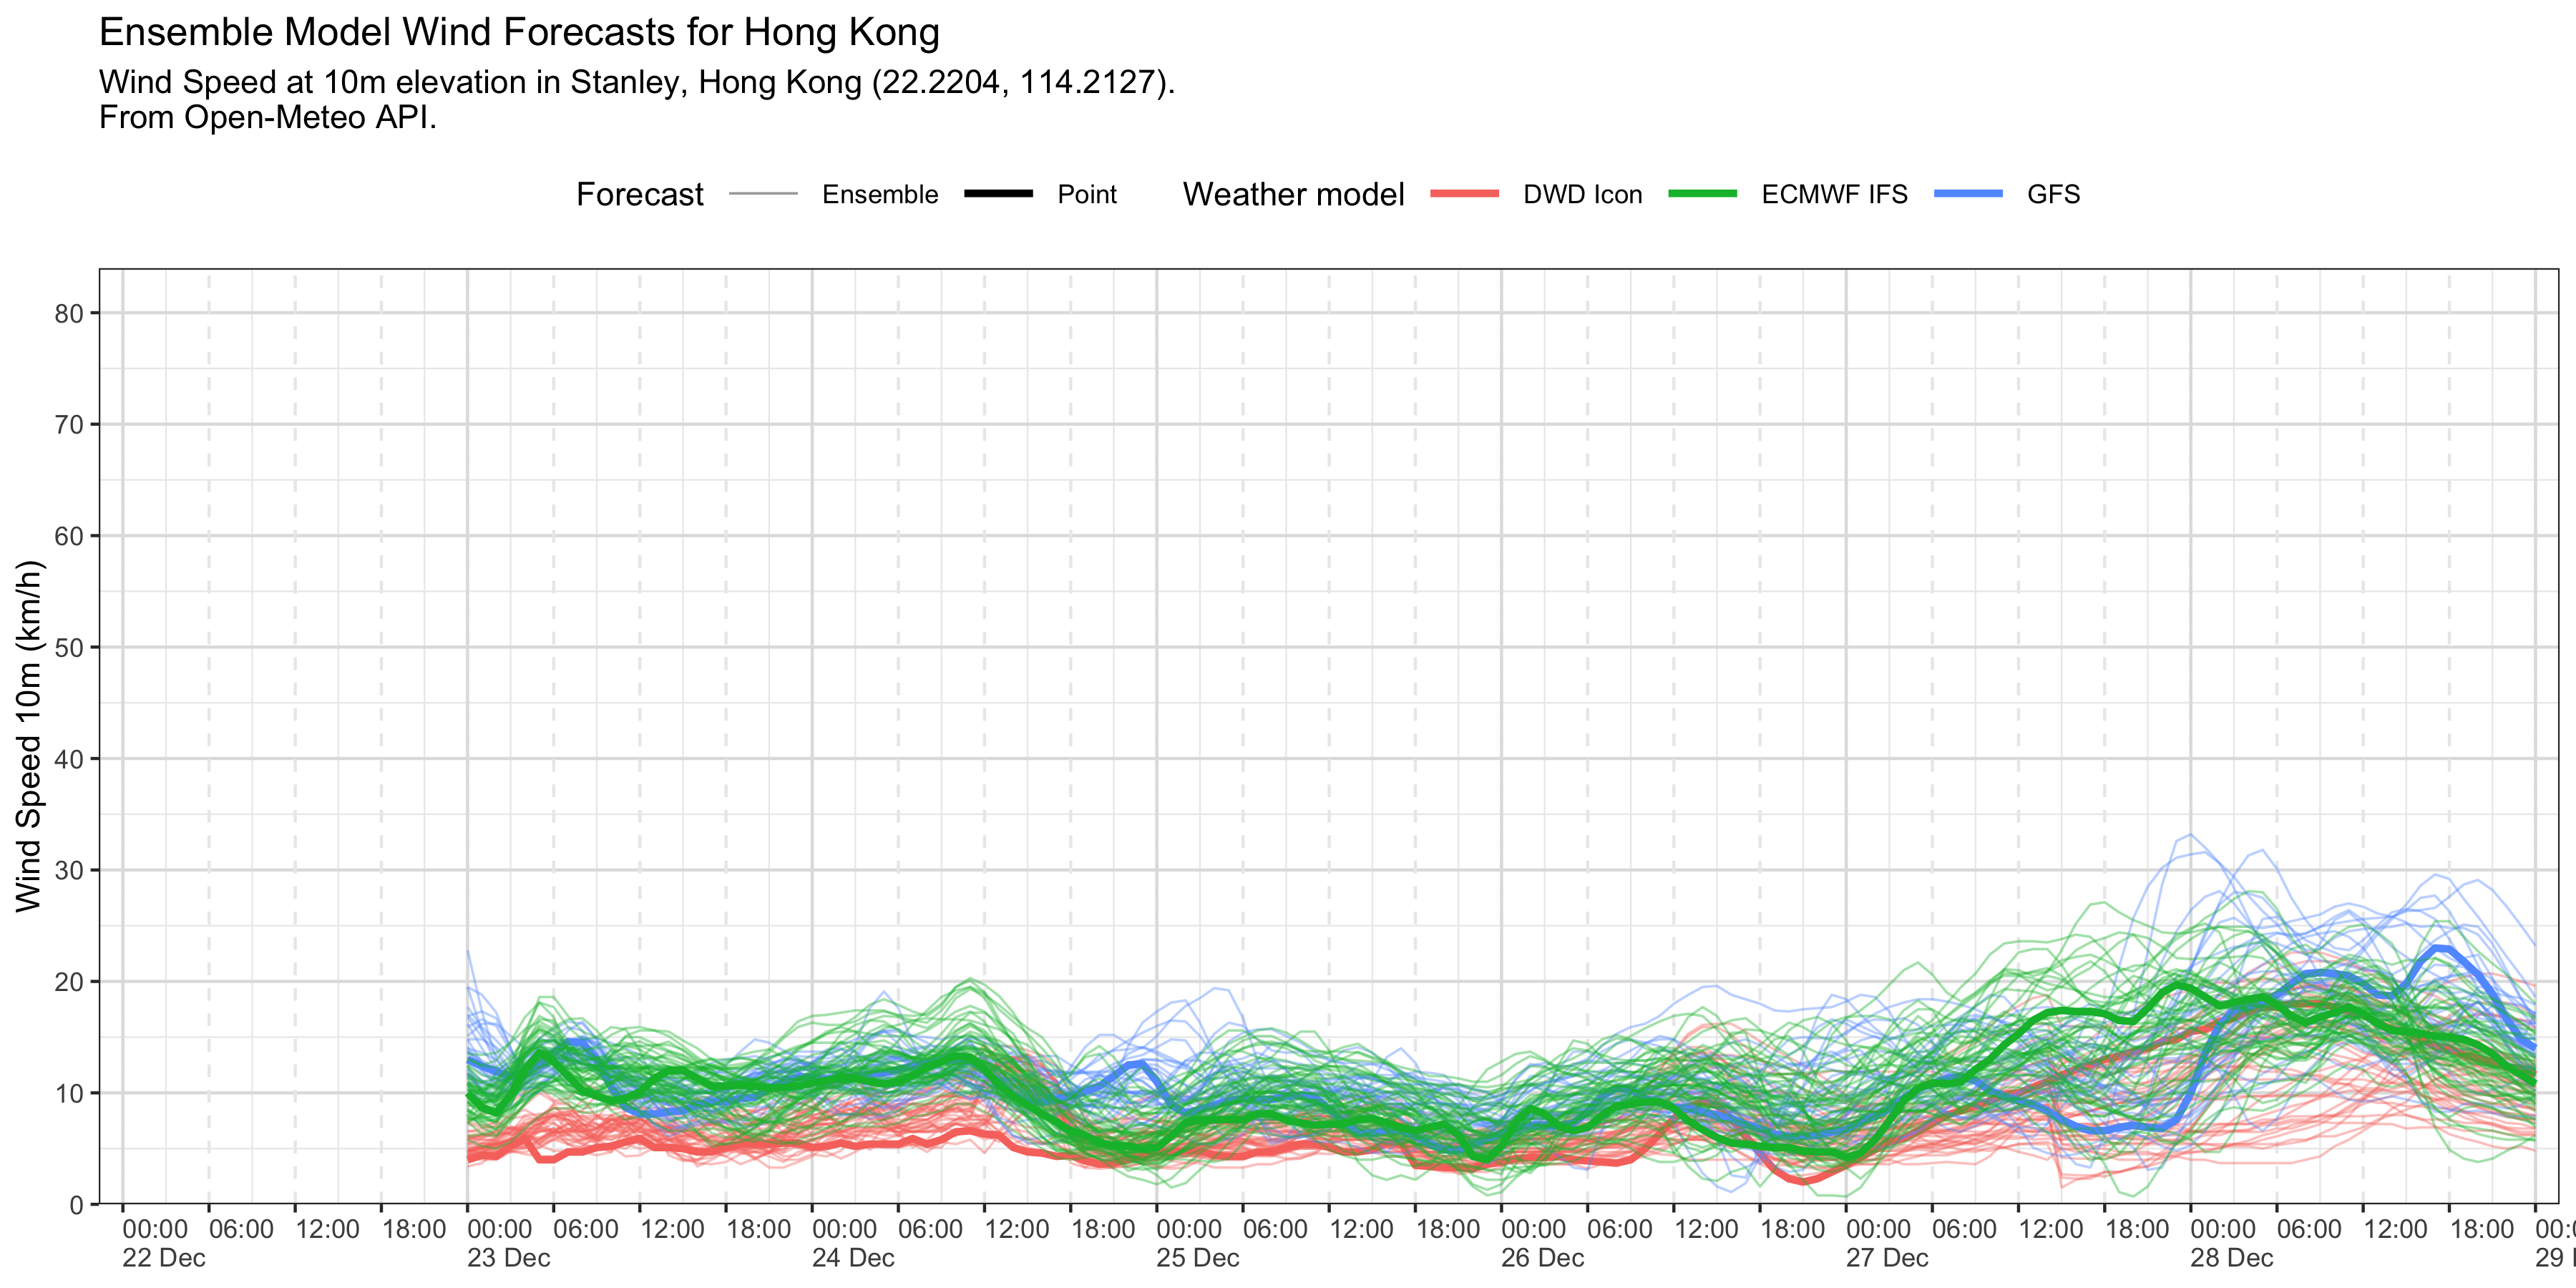 Ensemble Model Wind Forecasts for Hong Kong
Wind Speed at 10m elevation in Stanley, Hong Kong (22.2204, 114.2127).
From Open-Meteo API.
Forecast Ensemble Point Weather model DWD Icon ECMWF IFS GFS
Wind Speed 10m (km/h)
80
70
60
50
40
30
20
10
0
00:00 06:00 12:00 18:00 00:00 06:00 12:00 18:00 00:00 06:00 12:00 18:00 00:00 06:00 12:00 18:00 00:00 06:00 12:00 18:00 00:00 06:00 12:00 18:00 00:00 06:00 12:00 18:00
22 Dec 23 Dec 24 Dec 25 Dec 26 Dec 27 Dec 28 Dec 29